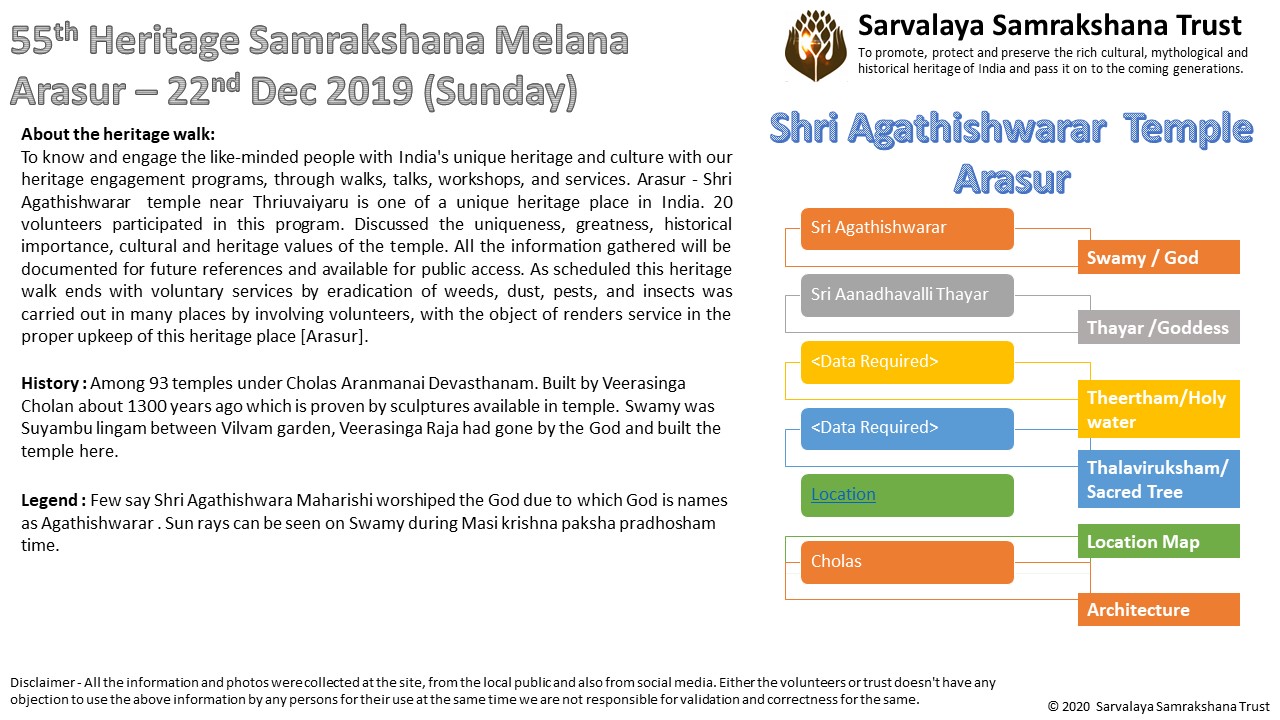 55th Heritage Samrakshana Melana
Arasur – 22nd Dec 2019 (Sunday)
Sarvalaya Samrakshana Trust
To promote, protect and preserve the rich cultural, mythological and
historical heritage of India and pass it on to the coming generations.
About the heritage walk:
To know and engage the like-minded people with India's unique heritage and culture with our
heritage engagement programs, through walks, talks, workshops, and services. Arasur - Shri
Agathishwarar temple near Thriuvaiyaru is one of a unique heritage place in India. 20
volunteers participated in this program. Discussed the uniqueness, greatness, historical
importance, cultural and heritage values of the temple. All the information gathered will be
documented for future references and available for public access. As scheduled this heritage
walk ends with voluntary services by eradication of weeds, dust, pests, and insects was
carried out in many places by involving volunteers, with the object of renders service in the
proper upkeep of this heritage place [Arasur].
History : Among 93 temples under Cholas Aranmanai Devasthanam. Built by Veerasinga
Cholan about 1300 years ago which is proven by sculptures available in temple. Swamy was
Suyambu lingam between Vilvam garden, Veerasinga Raja had gone by the God and built the
temple here.
Legend : Few say Shri Agathishwara Maharishi worshiped the God due to which God is names
as Agathishwarar . Sun rays can be seen on Swamy during Masi krishna paksha pradhosham
time.
Shri Agathishwarar Temple
Arasur
Sri Agathishwarar
Swamy / God
Sri Aanadhavalli Thayar
Thayar /Goddess
<Data Required>
Theertham/Holy
water
<Data Required>
Thalaviruksham/
Sacred Tree
Location
Location Map
Cholas
Architecture
Disclaimer - All the information and photos were collected at the site, from the local public and also from social media. Either the volunteers or trust doesn't have any
objection to use the above information by any persons for their use at the same time we are not responsible for validation and correctness for the same.
© 2020 Sarvalaya Samrakshana Trust